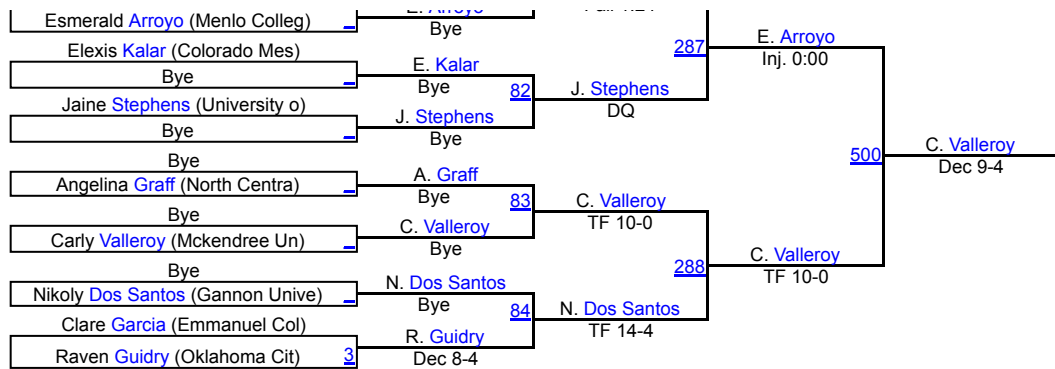 Esmerald Arroyo (Menlo Colleg)
Bye
Elexis Kalar (Colorado Mes)
Bye
E. Kalar
Bye
Jaine Stephens (University o)
Bye
J. Stephens
Bye
82
J. Stephens
DQ
287
E. Arroyo
Inj. 0:00
Bye
Angelina Graff (North Centra)
A. Graff
Bye
Bye
Carly Valleroy (Mckendree Un)
C. Valleroy
Bye
83
C. Valleroy
TF 10-0
Bye
Nikoly Dos Santos (Gannon Unive)
N. Dos Santos
Bye
Clare Garcia (Emmanuel Col)
Raven Guidry (Oklahoma Cit)
3
R. Guidry
Dec 8-4
84
N. Dos Santos
TF 14-4
288
C. Valleroy
TF 10-0
500
C. Valleroy
Dec 9-4